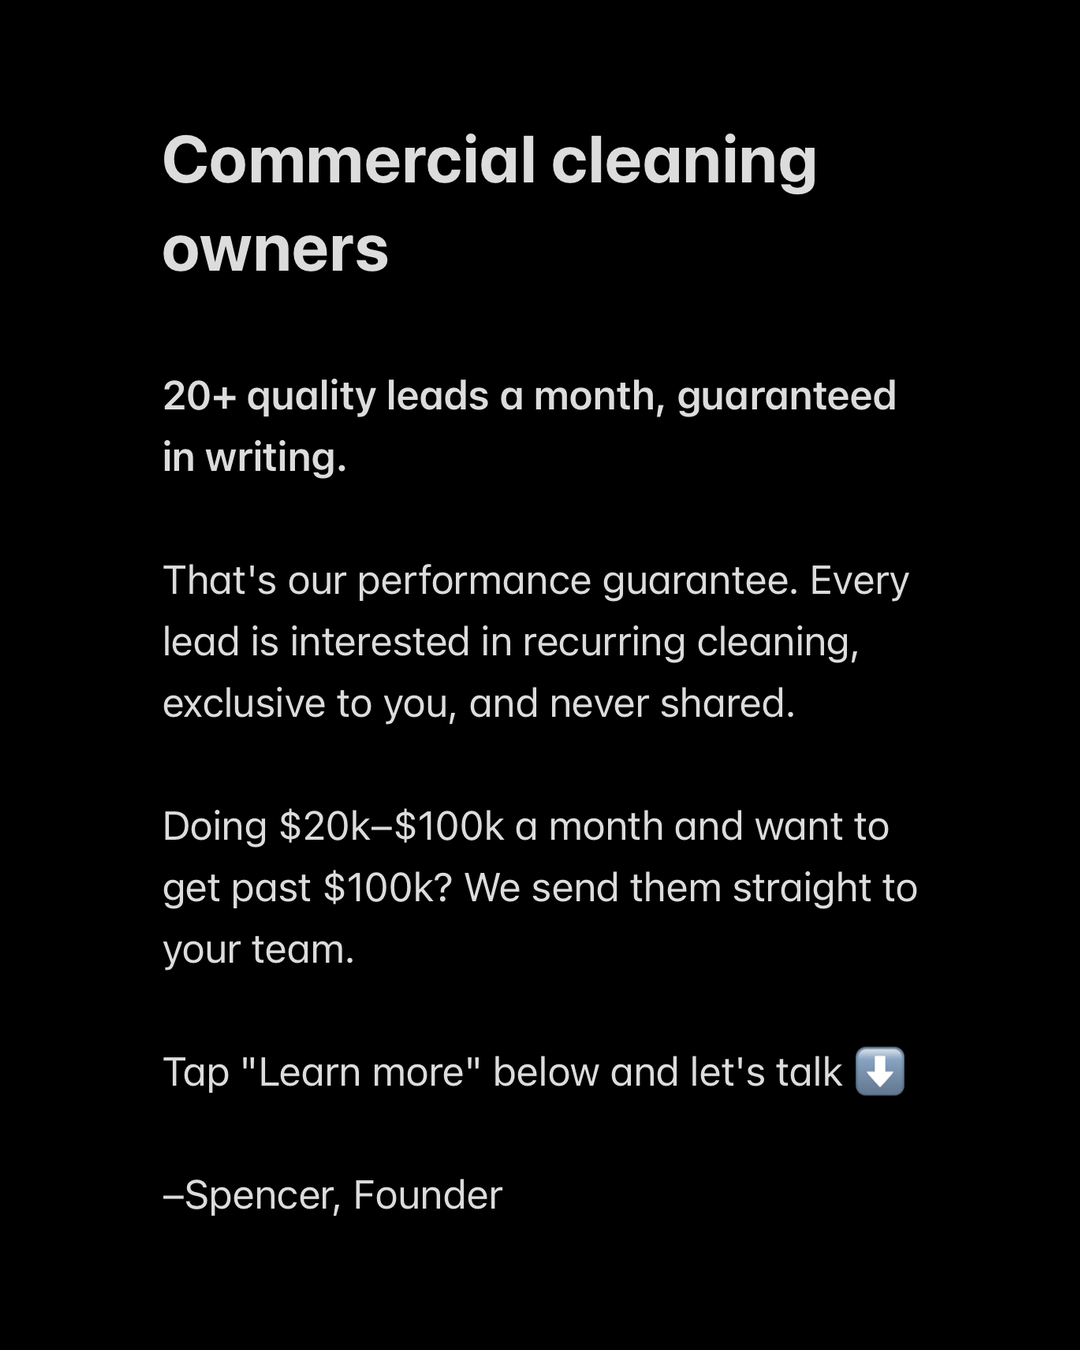 Commercial cleaning
owners
20+ quality leads a month, guaranteed
in writing.
That's our performance guarantee. Every
lead is interested in recurring cleaning,
exclusive to you, and never shared.
Doing $20k–$100k a month and want to
get past $100k? We send them straight to
your team.
Tap "Learn more" below and let's talk ⬇️
–Spencer, Founder